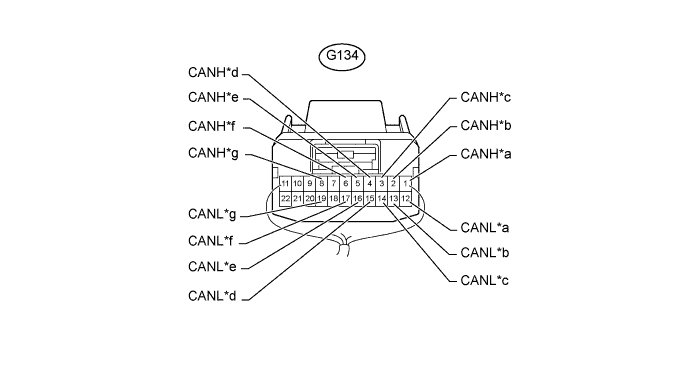 G134
CANH*d
CANH*e
CANH*f
CANH*g
CANH*c
CANH*b
CANH*a
11 10 9 8 7 6 5 4 3 2 1
22 21 20 19 18 17 16 15 14 13 12
CANL*g
CANL*f
CANL*e
CANL*d
CANL*a
CANL*b
CANL*c